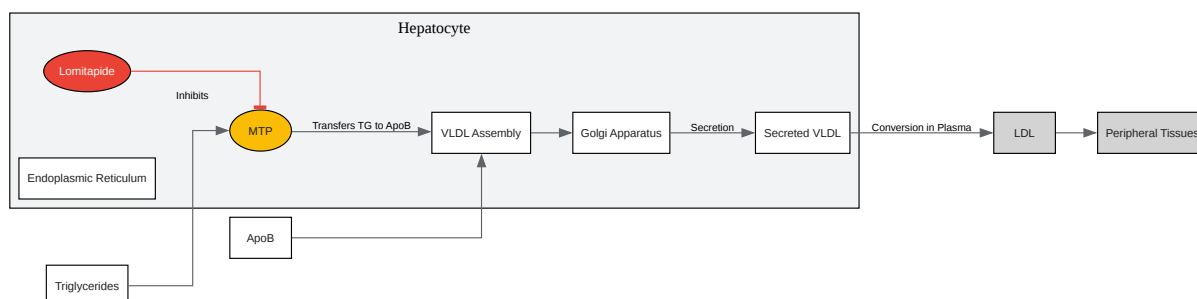 Hepatocyte
Lomitapide
Inhibits
MTP
Transfers TG to ApoB
VLDL Assembly
Golgi Apparatus
Secretion
Secreted VLDL
Conversion in Plasma
LDL
Peripheral Tissues
Endoplasmic Reticulum
ApoB
Triglycerides